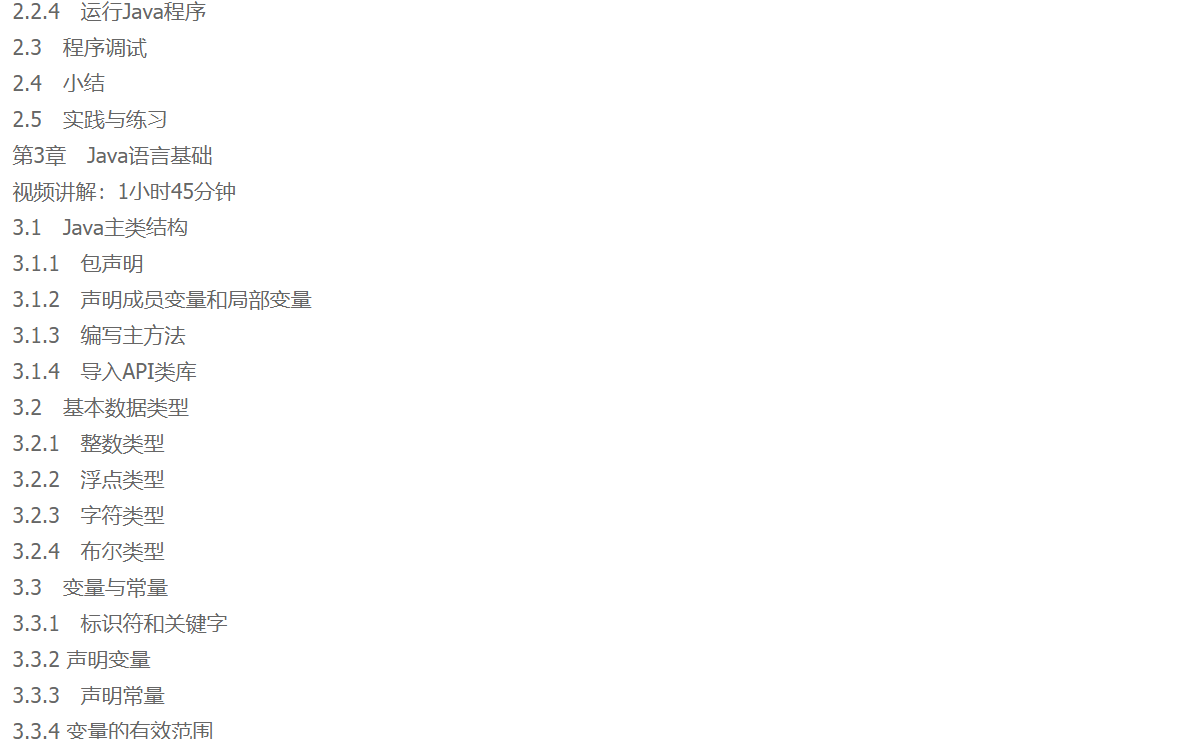 2.2.4　运行Java程序
2.3　程序调试
2.4　小结
2.5　实践与练习
第3章　Java语言基础
视频讲解：1小时45分钟
3.1　Java主类结构
3.1.1　包声明
3.1.2　声明成员变量和局部变量
3.1.3　编写主方法
3.1.4　导入API类库
3.2　基本数据类型
3.2.1　整数类型
3.2.2　浮点类型
3.2.3　字符类型
3.2.4　布尔类型
3.3　变量与常量
3.3.1　标识符和关键字
3.3.2 声明变量
3.3.3　声明常量
3.3.4 变量的有效范围